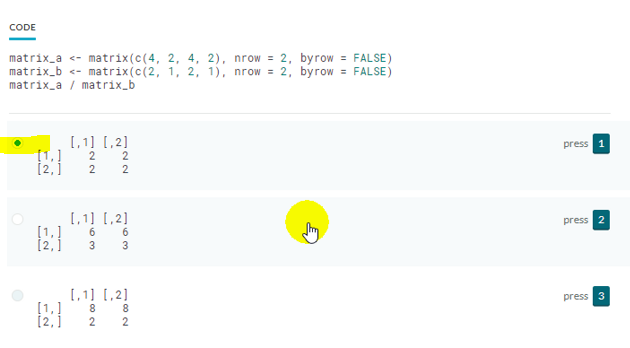 CODE
matrix_a <- matrix(c(4, 2, 4, 2), nrow = 2, byrow = FALSE)
matrix_b <- matrix(c(2, 1, 2, 1), nrow = 2, byrow = FALSE)
matrix_a / matrix_b
[,1] [,2]
[1,] 2 2
[2,] 2 2
press 1
[,1] [,2]
[1,] 6 6
[2,] 3 3
press 2
[,1] [,2]
[1,] 8 8
[2,] 2 2
press 3